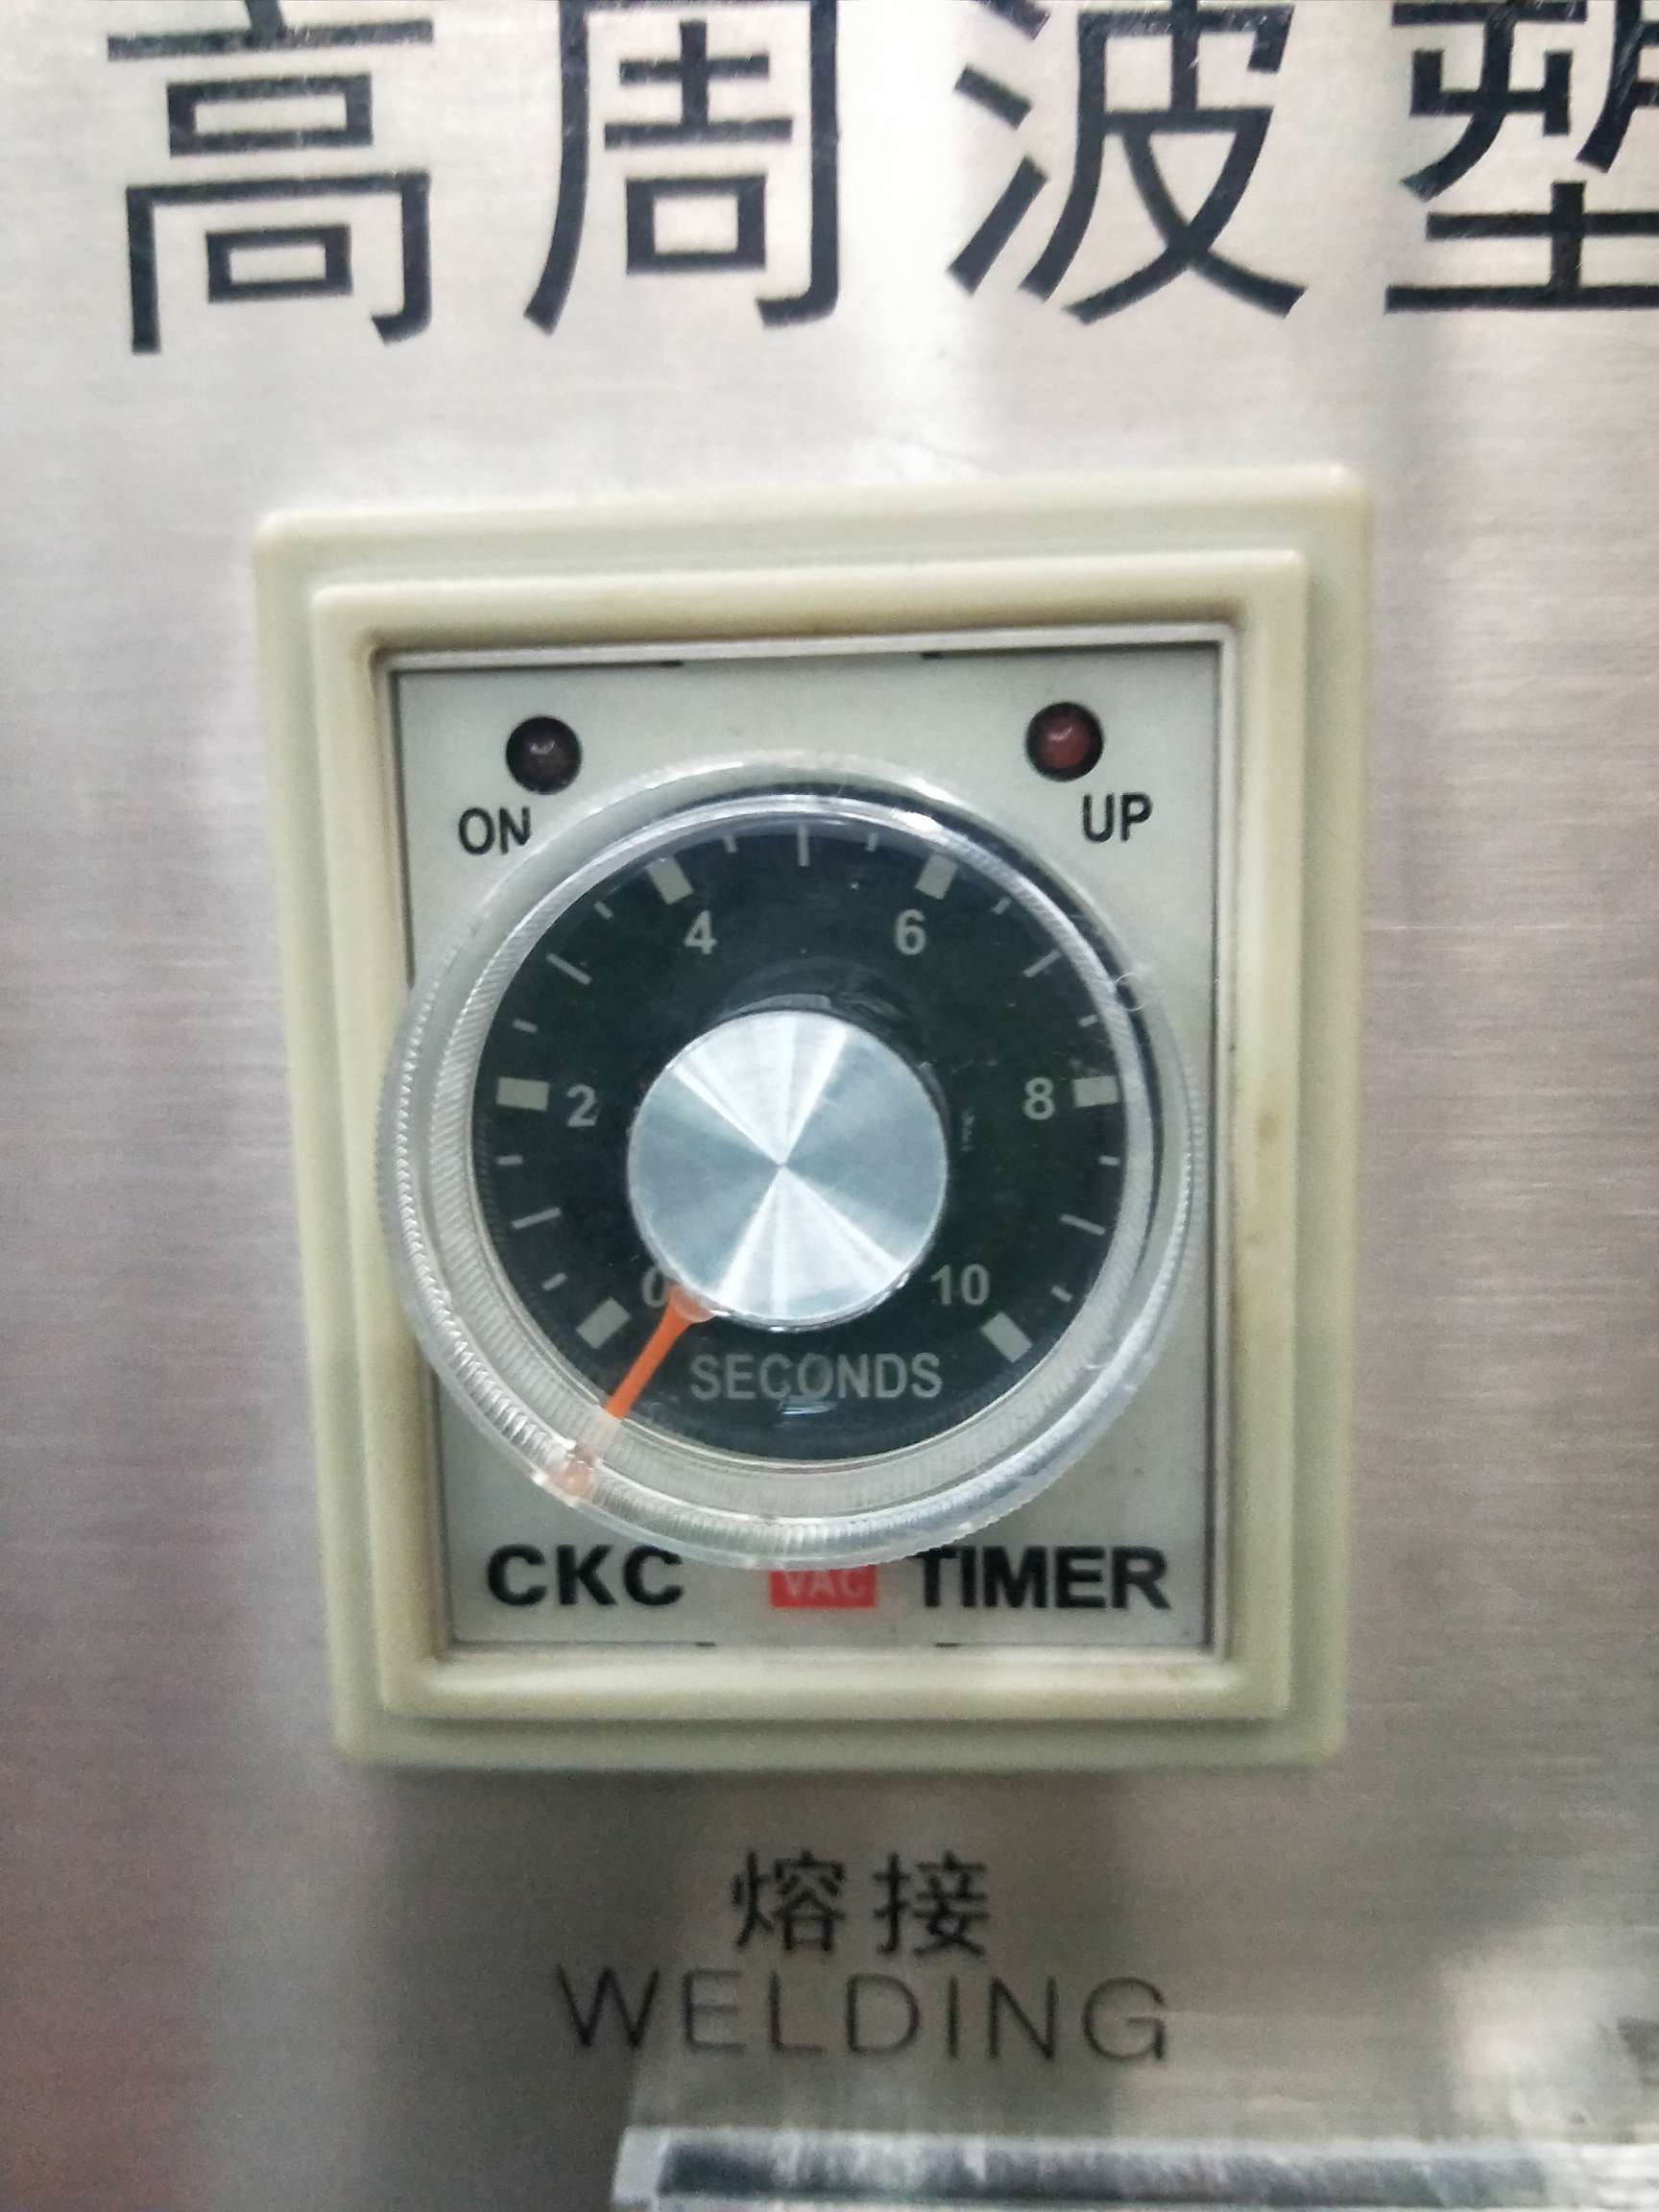 高周波塑
ON
UP
4 6
2 8
0 10
SECONDS
CKC VAC TIMER
熔接
WELDING